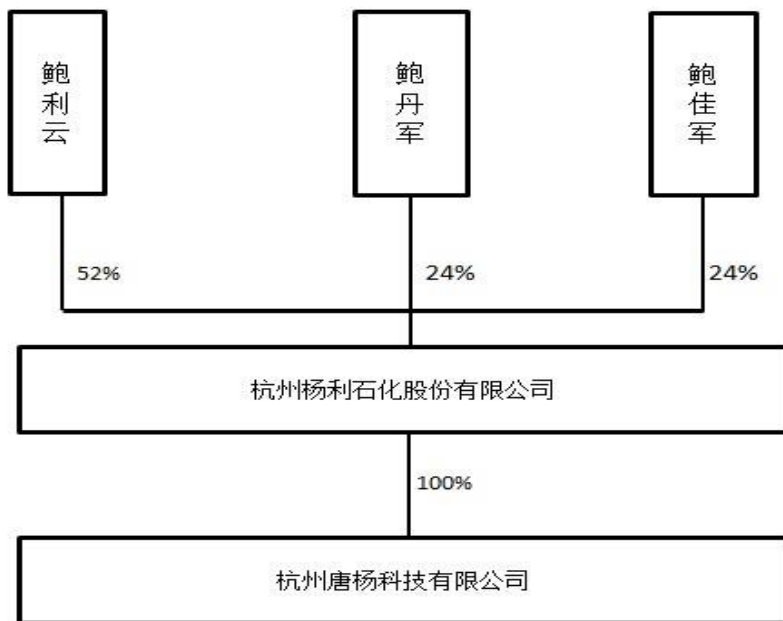 鲍利云
鲍丹军
鲍佳军
52%
24%
24%
杭州杨利石化股份有限公司
100%
杭州唐杨科技有限公司